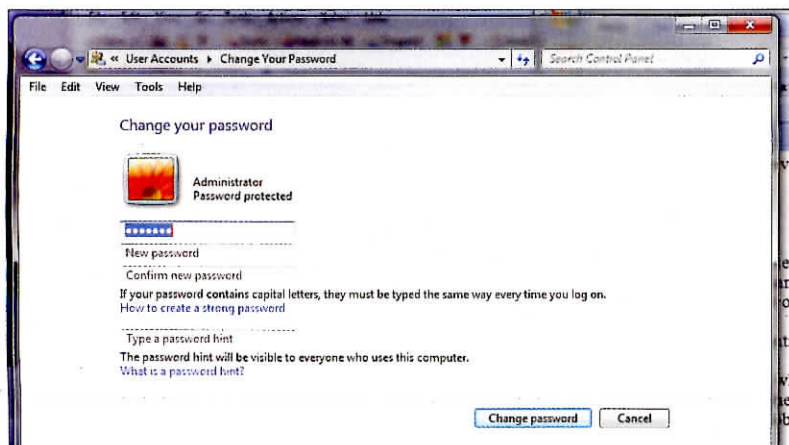 « User Accounts ▸ Change Your Password
Search Control Panel
File Edit View Tools Help
Change your password
Administrator
Password protected
●●●●●●●
New password
Confirm new password
If your password contains capital letters, they must be typed the same way every time you log on.
How to create a strong password
Type a password hint
The password hint will be visible to everyone who uses this computer.
What is a password hint?
Change password Cancel